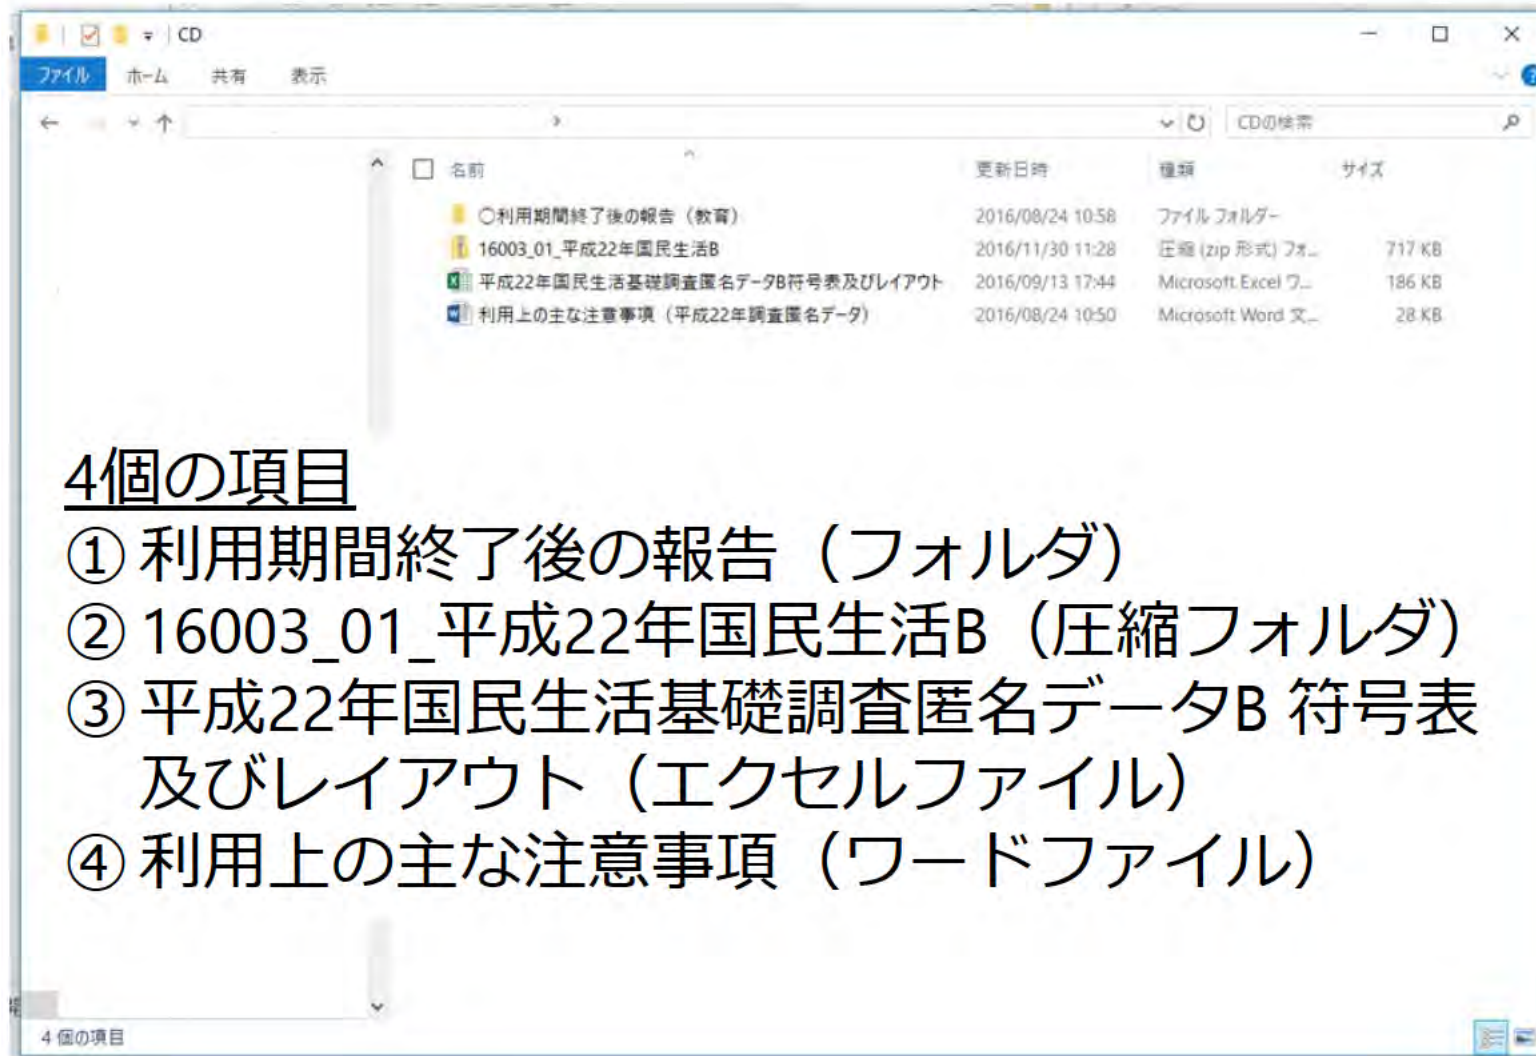 CD
ファイル ホーム 共有 表示
CDの検索
名前 更新日時 種類 サイズ
〇利用期間終了後の報告（教育） 2016/08/24 10:58 ファイル フォルダー
16003_01_平成22年国民生活B 2016/11/30 11:28 圧縮 (zip 形式) フォ... 717 KB
平成22年国民生活基礎調査匿名データB符号表及びレイアウト 2016/09/13 17:44 Microsoft Excel ワ... 186 KB
利用上の主な注意事項（平成22年調査匿名データ） 2016/08/24 10:50 Microsoft Word 文... 28 KB
4個の項目
① 利用期間終了後の報告（フォルダ）
② 16003_01_平成22年国民生活B（圧縮フォルダ）
③ 平成22年国民生活基礎調査匿名データB 符号表
及びレイアウト（エクセルファイル）
④ 利用上の主な注意事項（ワードファイル）
4 個の項目